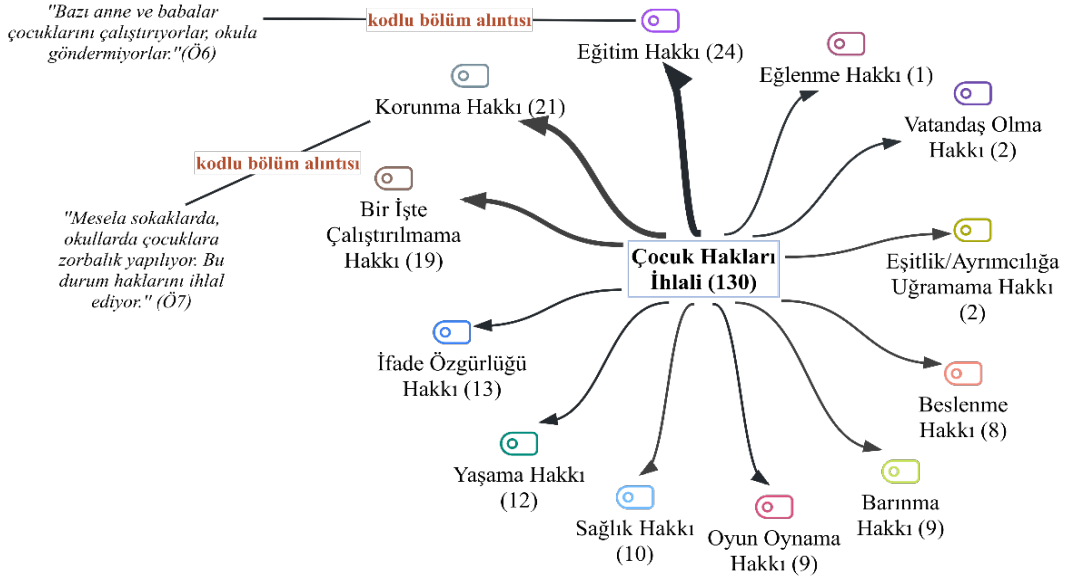 "Bazı anne ve babalar
çocuklarını çalıştırıyorlar, okula
göndermiyorlar."(Ö6)
kodlu bölüm alıntısı
Eğitim Hakkı (24)
Eğlenme Hakkı (1)
Vatandaş Olma
Hakkı (2)
Korunma Hakkı (21)
kodlu bölüm alıntısı
"Mesela sokaklarda,
okullarda çocuklara
zorbalık yapılıyor. Bu
durum haklarını ihlal
ediyor." (Ö7)
Bir İşte
Çalıştırılmama
Hakkı (19)
Çocuk Hakları
İhlali (130)
Eşitlik/Ayrımcılığa
Uğramama Hakkı
(2)
İfade Özgürlüğü
Hakkı (13)
Beslenme
Hakkı (8)
Yaşama Hakkı
(12)
Sağlık Hakkı
(10)
Oyun Oynama
Hakkı (9)
Barınma
Hakkı (9)